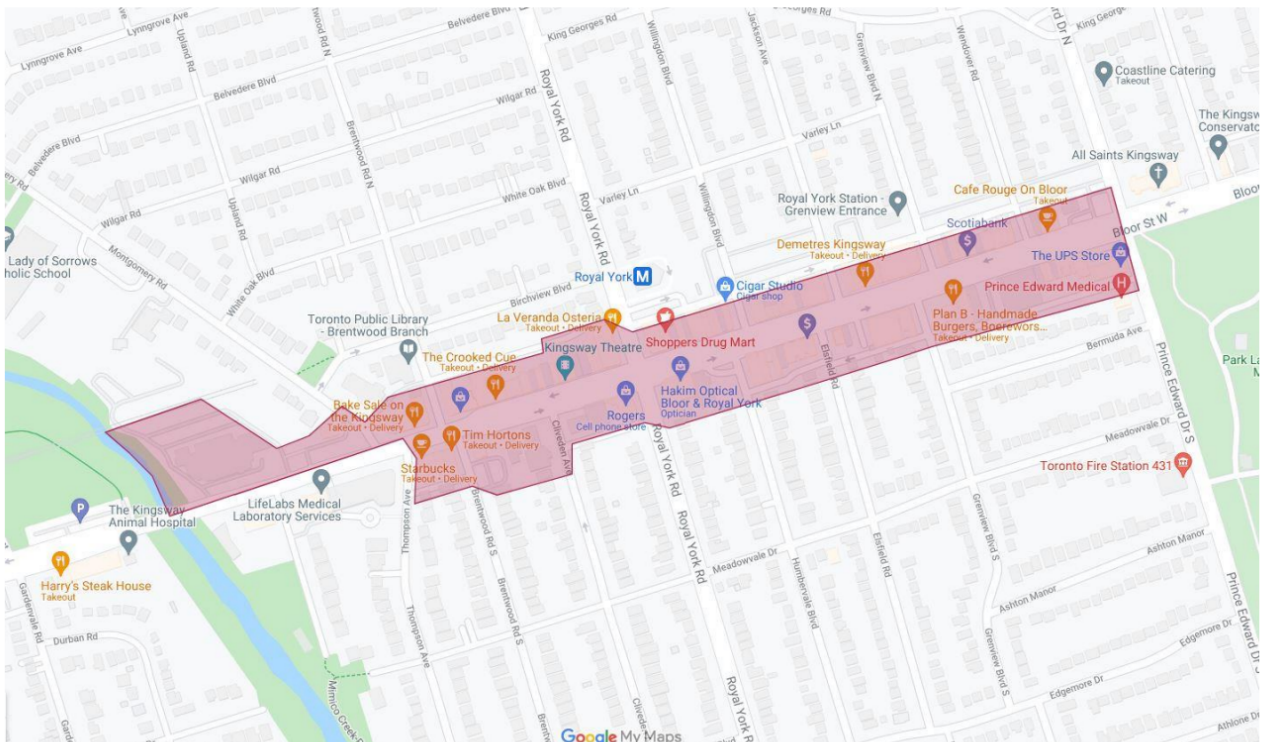 Lynngrove Ave
Lynngrove Ave
Upland Rd
Belvedere Blvd
Belvedere Blvd
King Georges Rd
Willingdon Blvd
Jackson Ave
Georges Rd
Grenview Blvd N
Wendover Rd
Coastline Catering
Takeout
The Kingsw
Conservato
Belvedere Blvd
Royal York Rd
Wilgar Rd
Brentwood Rd N
Varley Ln
All Saints Kingsway
Wilgar Rd
White Oak Blvd
Varley Ln
Royal York Rd
Willingdon Blvd
Royal York Station -
Grenview Entrance
Cafe Rouge On Bloor
Takeout
Bloor St W
Wilgar Rd
Upland Rd
Scotiabank
Montgomery Rd
Lady of Sorrows
holic School
White Oak Blvd
Demetres Kingsway
Takeout • Delivery
The UPS Store
Royal York M
Birchview Blvd
Cigar Studio
Cigar shop
Prince Edward Medical
Toronto Public Library
- Brentwood Branch
La Veranda Osteria
Takeout • Delivery
Shoppers Drug Mart
Plan B - Handmade
Burgers, Boerewors...
Takeout • Delivery
Kingsway Theatre
The Crooked Cue
Takeout • Delivery
Elsfield Rd
Bermuda Ave
Prince Edward Dr S
Park La
Bake Sale on
the Kingsway
Takeout • Delivery
Hakim Optical
Bloor & Royal York
Optician
Rogers
Cell phone store
Tim Hortons
Takeout • Delivery
Cliveden Ave
Royal York Rd
Meadowvale Dr
Starbucks
Takeout • Delivery
Toronto Fire Station 431
P
LifeLabs Medical
Laboratory Services
The Kingsway
Animal Hospital
Thompson Ave
Brentwood Rd S
Royal York Rd
Meadowvale Dr
Humbervale Blvd
Elsfield Rd
Grenview Blvd S
Ashton Manor
Harry's Steak House
Takeout
Gardenvale Rd
Durban Rd
Thompson Ave
Brentwood Rd S
Ashton Manor
Prince Edward Dr S
Grenview Blvd S
Edgemore Dr
Edgemore Dr
Mimico Creek
Royal York Rd
Athlone Dr
Google My Maps